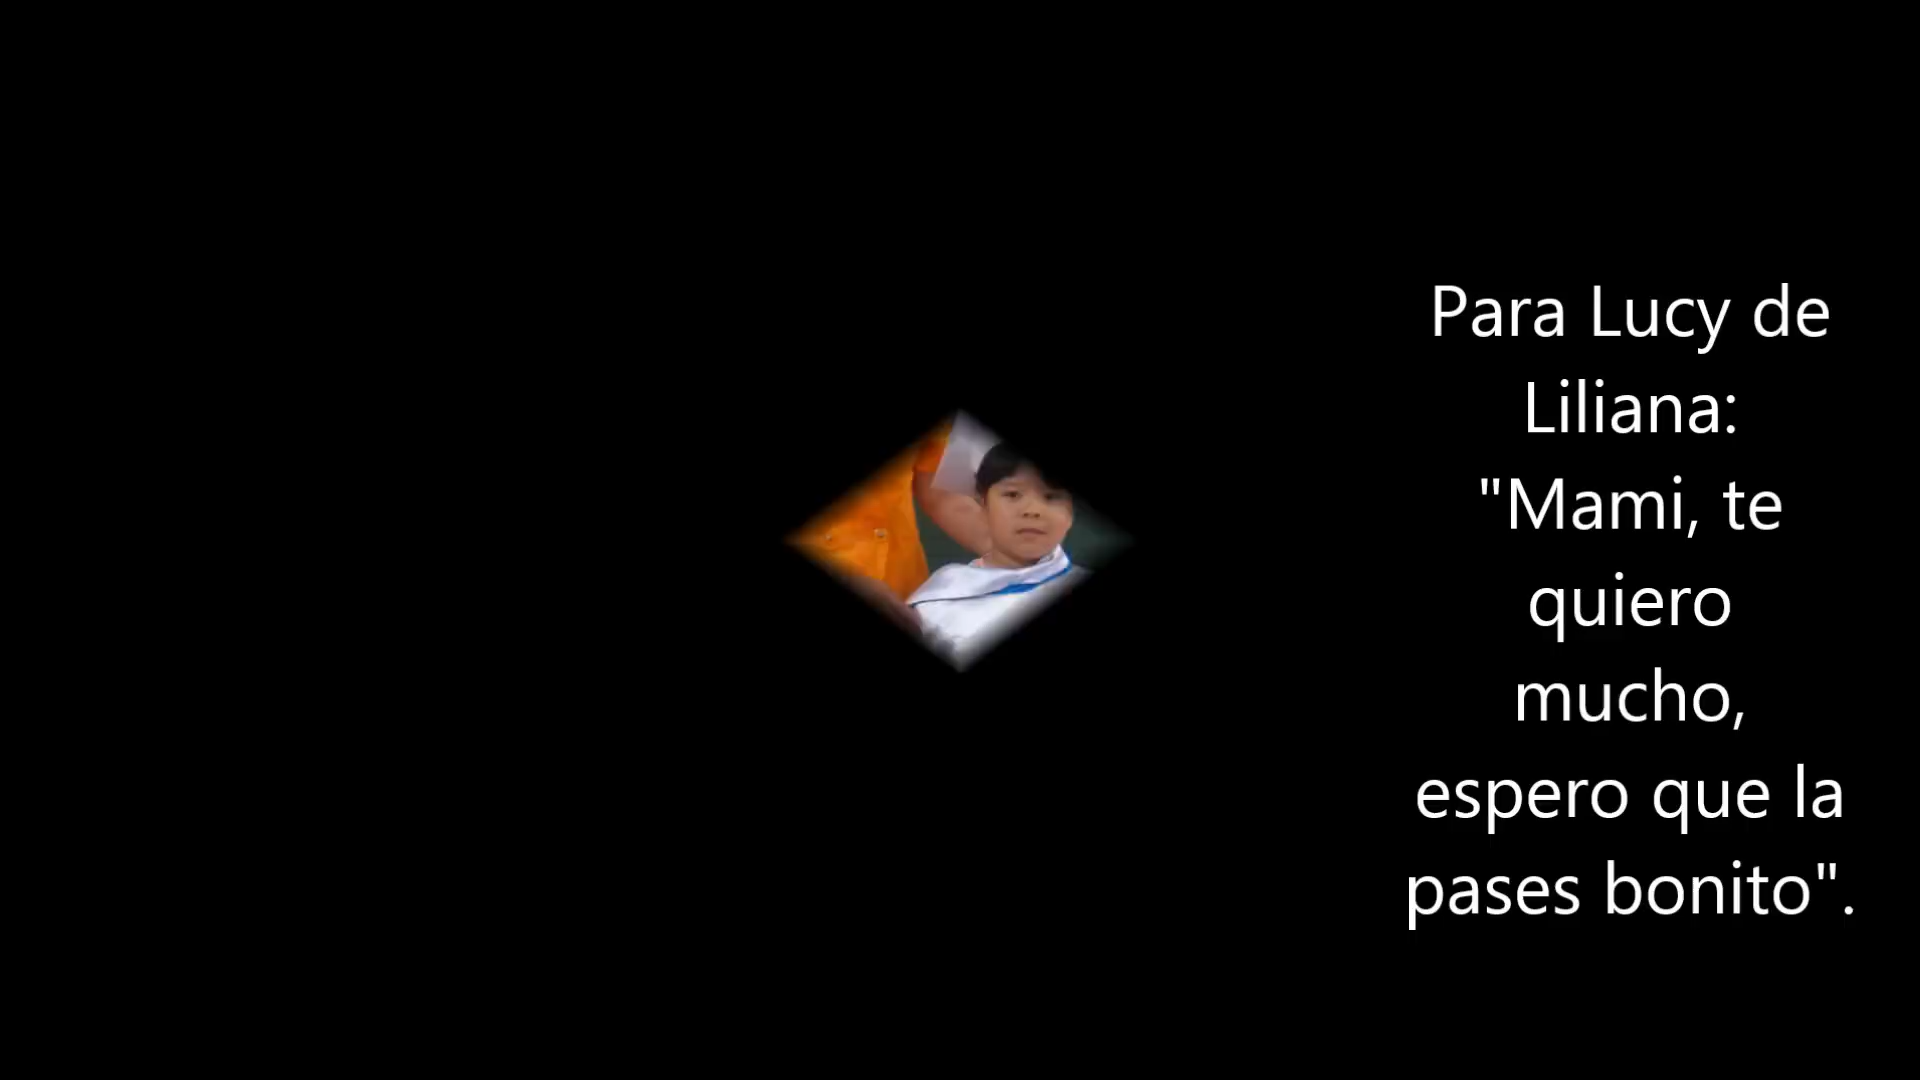 Para Lucy de
Liliana:
"Mami, te
quiero
mucho,
espero que la
pases bonito".